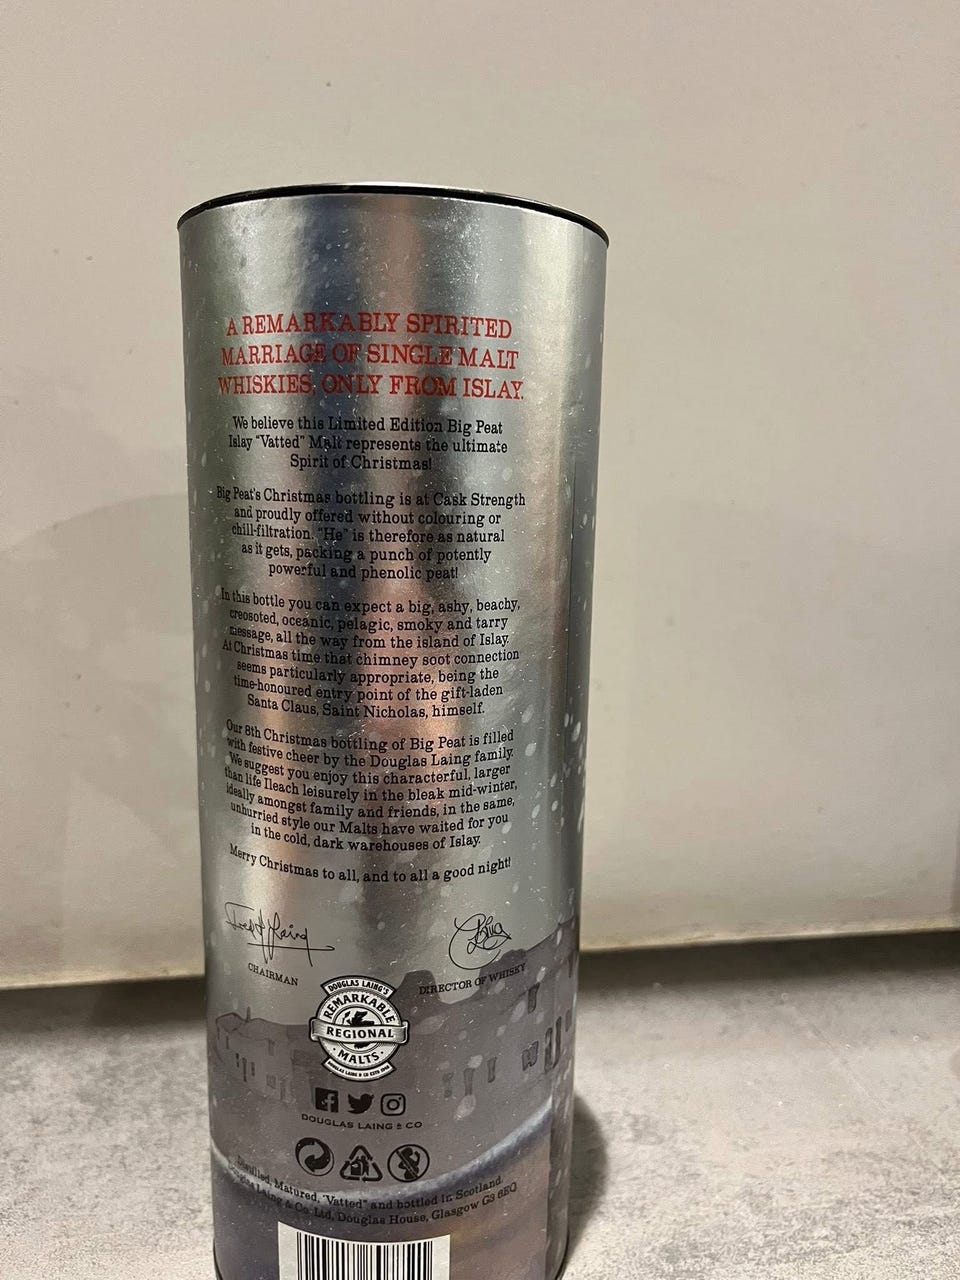 A REMARKABLY SPIRITED
MARRIAGE OF SINGLE MALT
WHISKIES, ONLY FROM ISLAY.
We believe this Limited Edition Big Peat
Islay "Vatted" Malt represents the ultimate
Spirit of Christmas!
Big Peat's Christmas bottling is at Cask Strength
and proudly offered without colouring or
chill-filtration. "He" is therefore as natural
as it gets, packing a punch of potently
powerful and phenolic peat!
In this bottle you can expect a big, ashy, beachy,
creosoted, oceanic, pelagic, smoky and tarry
message, all the way from the island of Islay.
At Christmas time that chimney soot connection
seems particularly appropriate, being the
time-honoured entry point of the gift-laden
Santa Claus, Saint Nicholas, himself.
Our 8th Christmas bottling of Big Peat is filled
with festive cheer by the Douglas Laing family.
We suggest you enjoy this characterful, larger
than life Ileach leisurely in the bleak mid-winter,
ideally amongst family and friends, in the same,
unhurried style our Malts have waited for you
in the cold, dark warehouses of Islay.
Merry Christmas to all, and to all a good night!
CHAIRMAN
DIRECTOR OF WHISKY
DOUGLAS LAING'S
REMARKABLE
REGIONAL
MALTS
DOUGLAS LAING & CO
Distilled, Matured, "Vatted" and bottled in Scotland.
Douglas Laing & Co. Ltd, Douglas House, Glasgow G3 6EQ